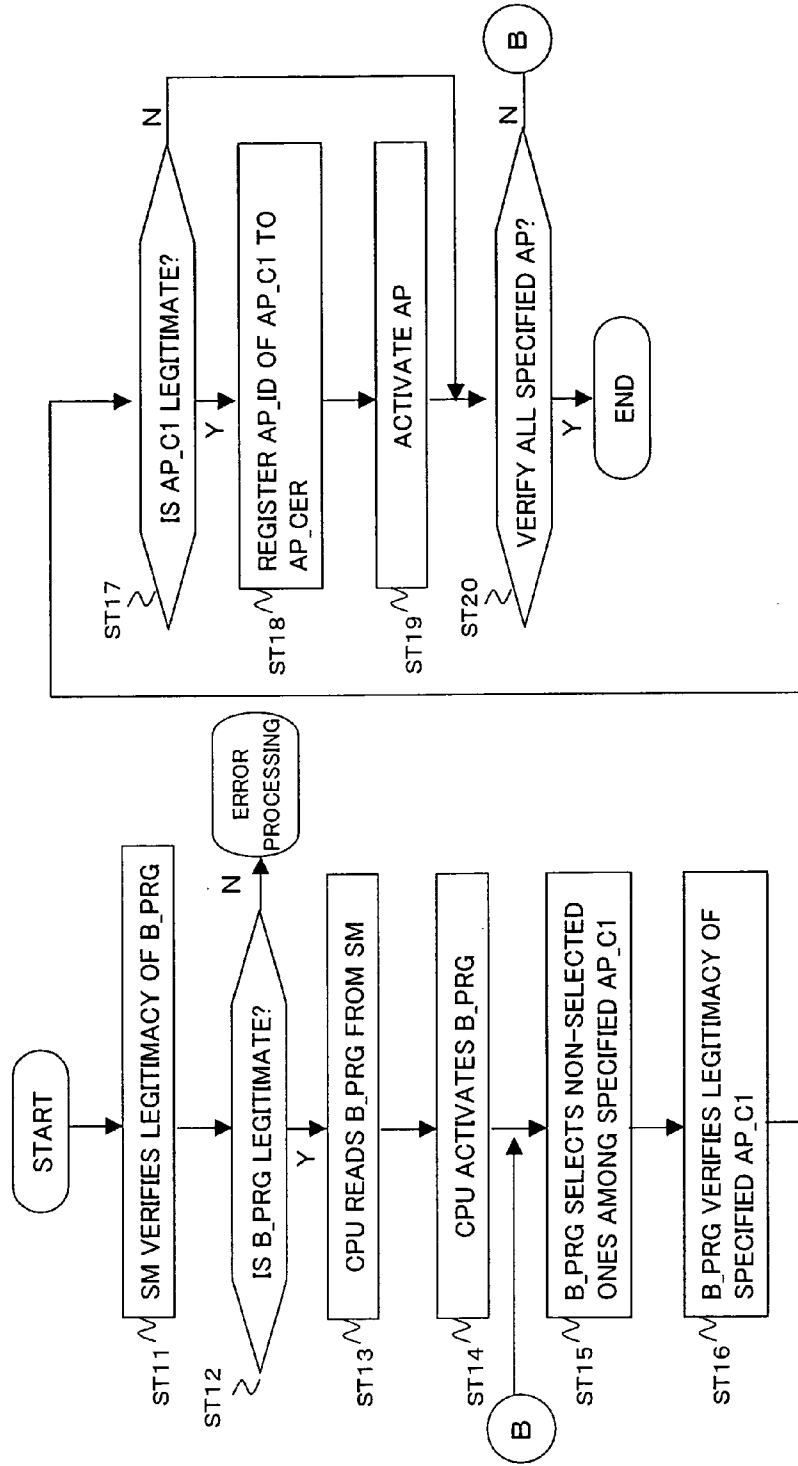 START
ST11
SM VERIFIES LEGITIMACY OF B_PRG
ST12
IS B_PRG LEGITIMATE?
N
ERROR
PROCESSING
Y
ST13
CPU READS B_PRG FROM SM
ST14
CPU ACTIVATES B_PRG
B
ST15
B_PRG SELECTS NON-SELECTED
ONES AMONG SPECIFIED AP_C1
ST16
B_PRG VERIFIES LEGITIMACY OF
SPECIFIED AP_C1
ST17
IS AP_C1 LEGITIMATE?
N
Y
ST18
REGISTER AP_ID OF AP_C1 TO
AP_CER
ST19
ACTIVATE AP
ST20
VERIFY ALL SPECIFIED AP?
N
B
Y
END